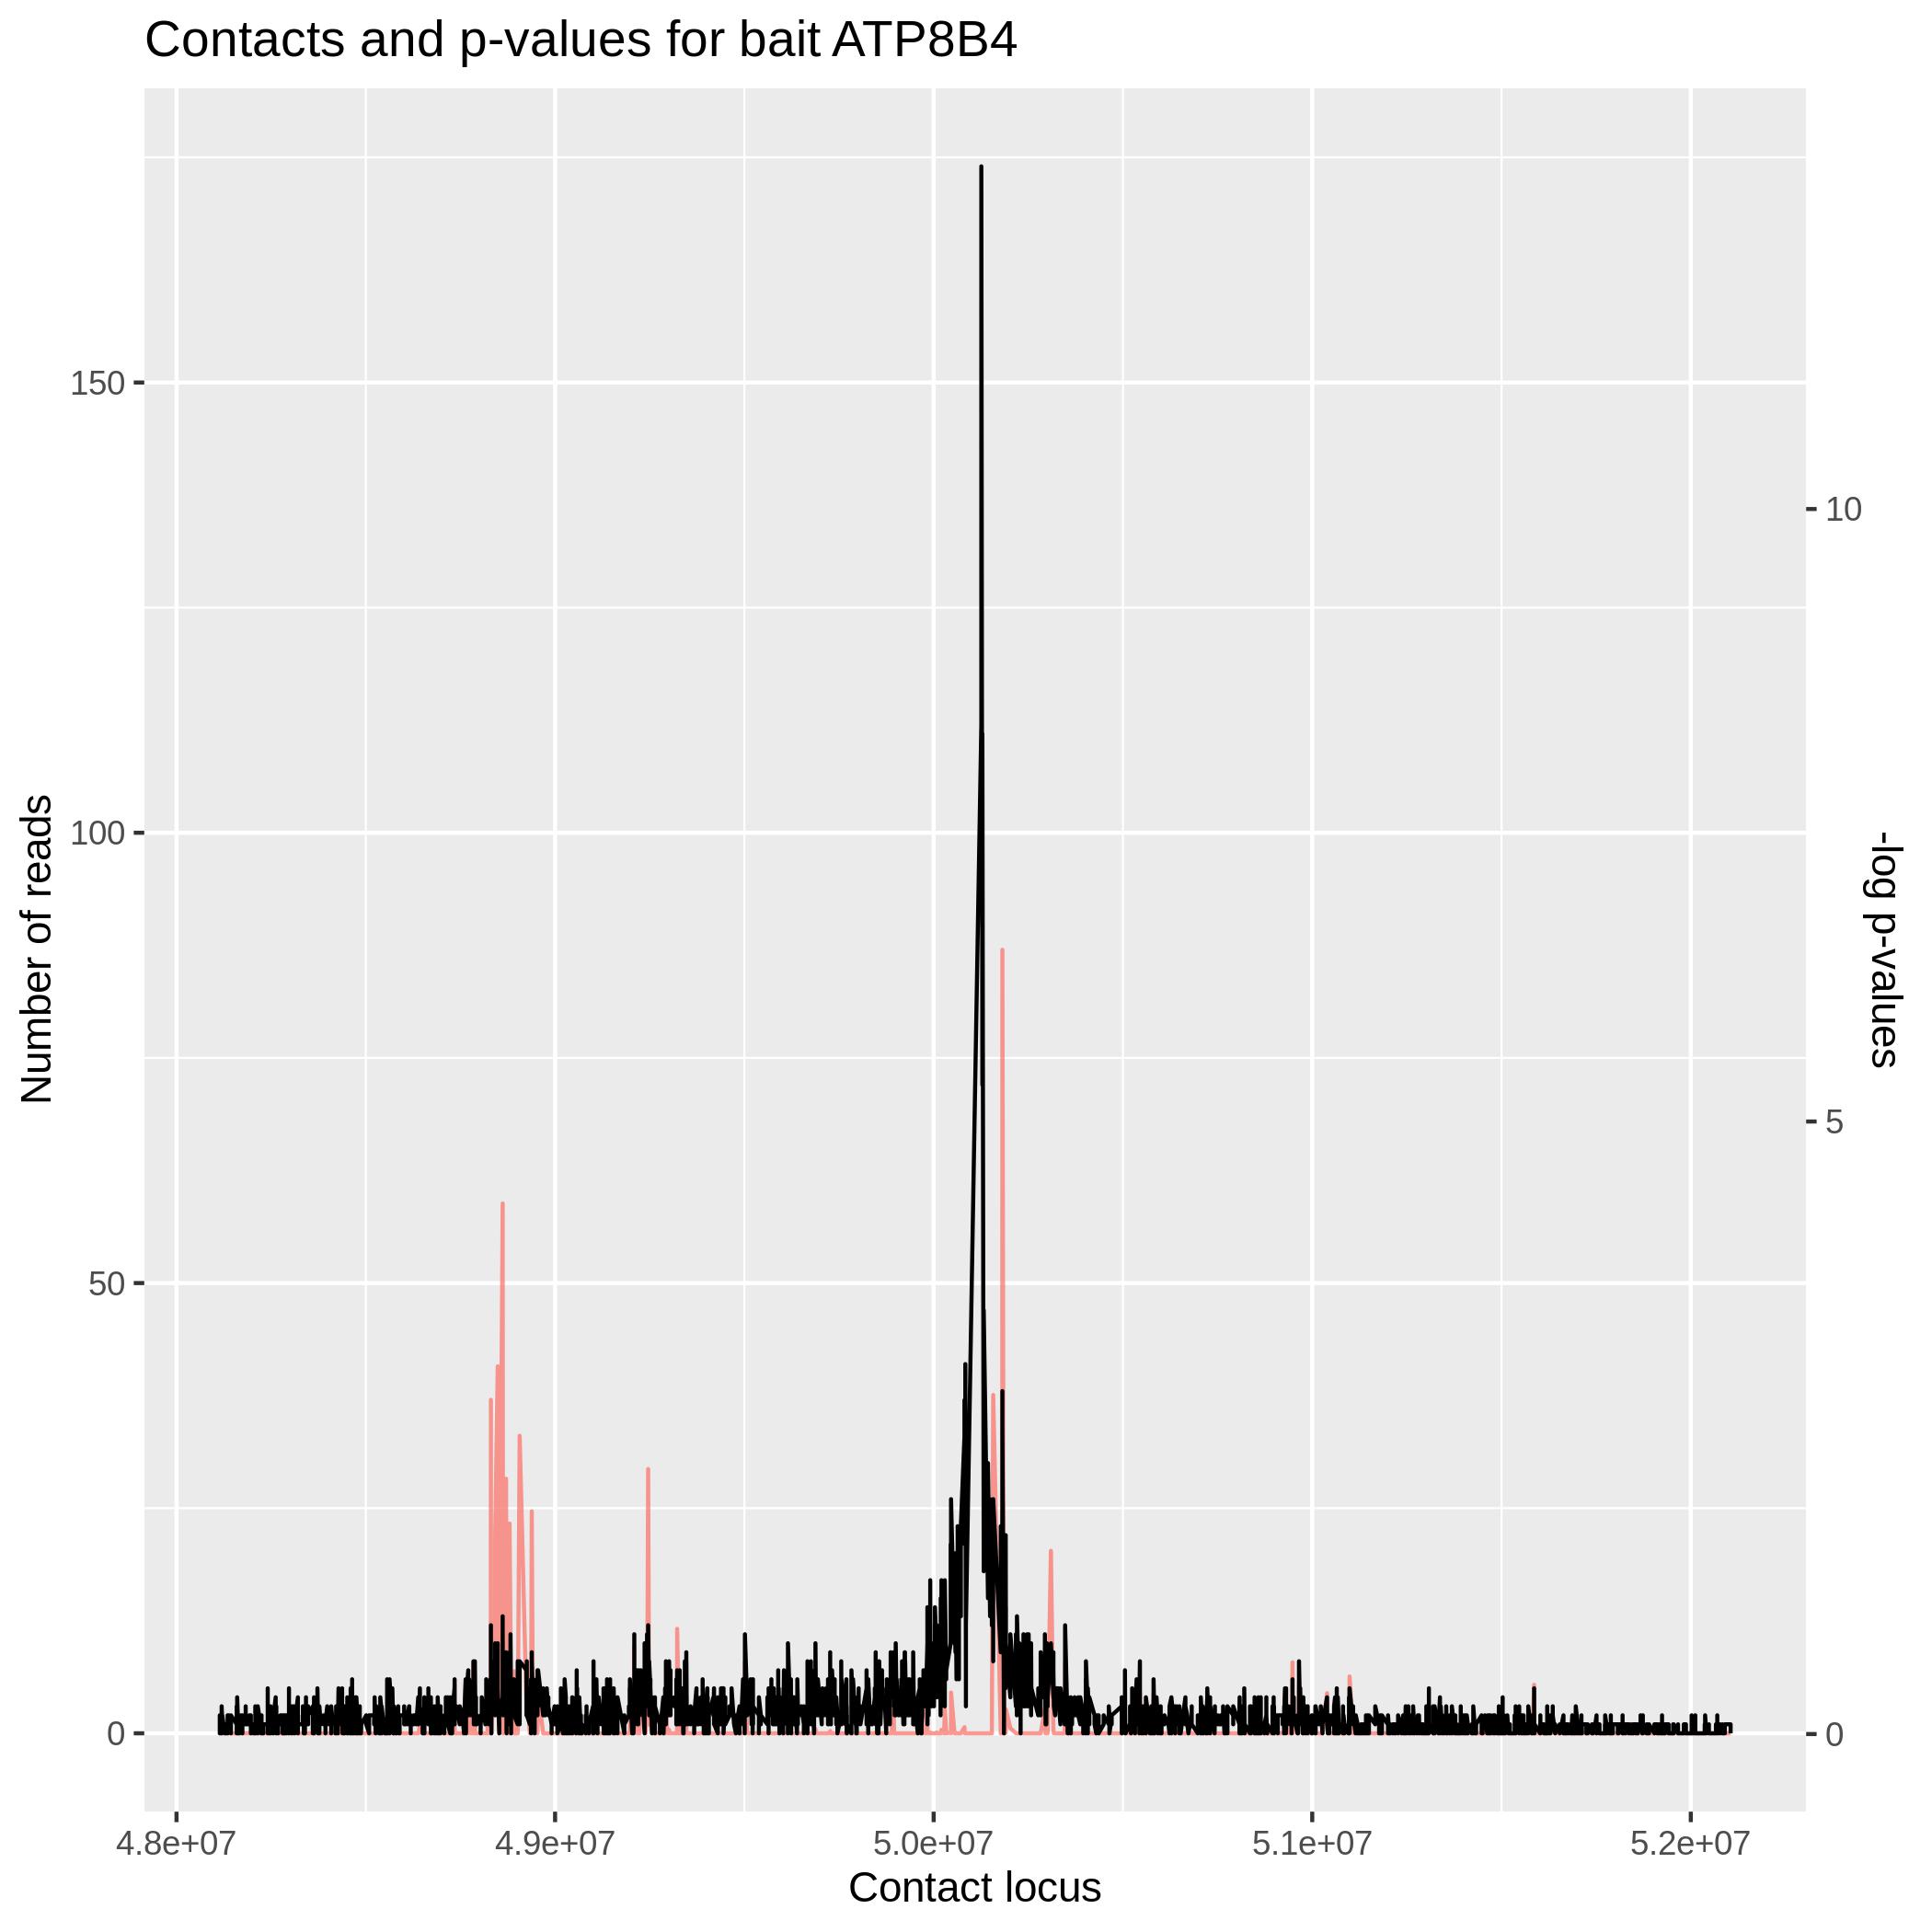 Contacts and p-values for bait ATP8B4
150
100
50
0
Number of reads
10
5
0
-log p-values
4.8e+07
4.9e+07
5.0e+07
5.1e+07
5.2e+07
Contact locus